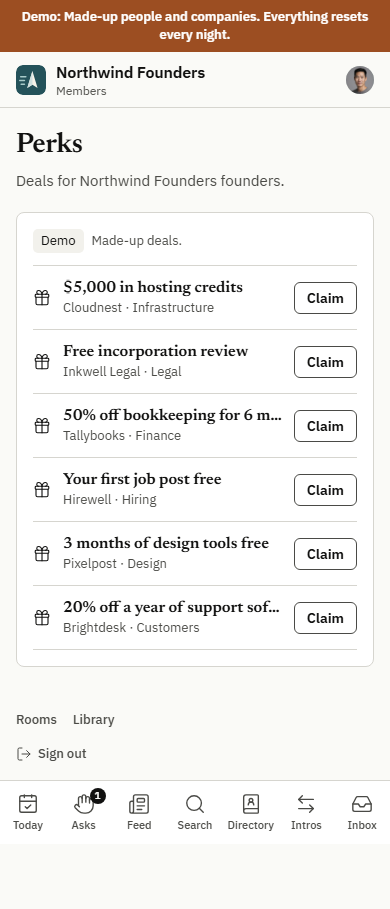 Demo: Made-up people and companies. Everything resets
every night.
Northwind Founders
Members
Perks
Deals for Northwind Founders founders.
Demo Made-up deals.
$5,000 in hosting credits
Cloudnest · Infrastructure
Claim
Free incorporation review
Inkwell Legal · Legal
Claim
50% off bookkeeping for 6 m...
Tallybooks · Finance
Claim
Your first job post free
Hirewell · Hiring
Claim
3 months of design tools free
Pixelpost · Design
Claim
20% off a year of support sof...
Brightdesk · Customers
Claim
Rooms Library
Sign out
1
Today Asks Feed Search Directory Intros Inbox